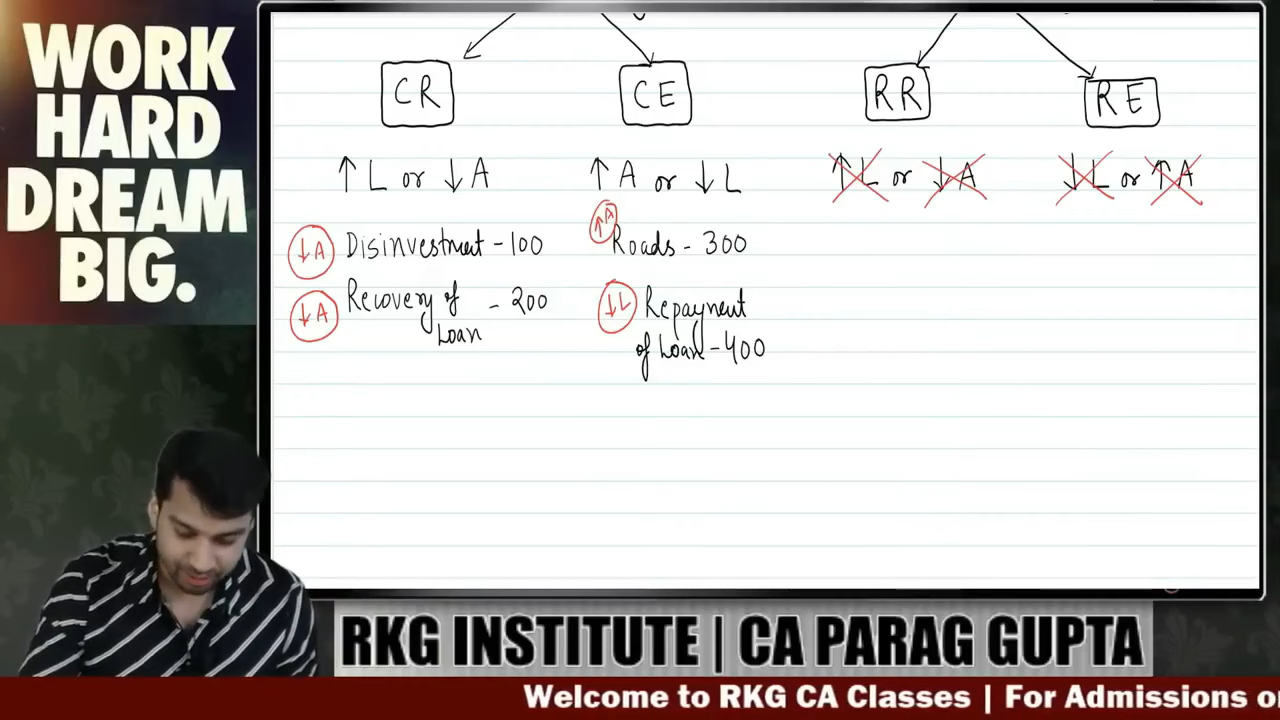 WORK
HARD
DREAM
BIG.
CR CE RR RE
↑ L or ↓ A ↑ A or ↓ L ↑ L or ↓ A ↓ L or ↑ A
↑ A
↓ A Disinvestment - 100 Roads - 300
↓ A Recovery of Loan - 200 ↓ L Repayment
of Loan - 400
RKG INSTITUTE | CA PARAG GUPTA
Welcome to RKG CA Classes | For Admissions o